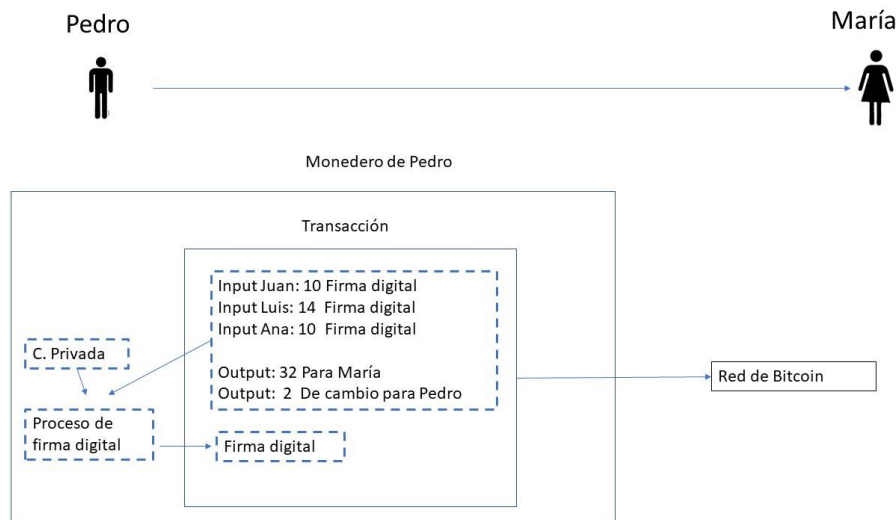 Pedro
María
Monedero de Pedro
Transacción
Input Juan: 10 Firma digital
Input Luis: 14 Firma digital
Input Ana: 10 Firma digital
C. Privada
Output: 32 Para María
Output: 2 De cambio para Pedro
Red de Bitcoin
Proceso de
firma digital
Firma digital